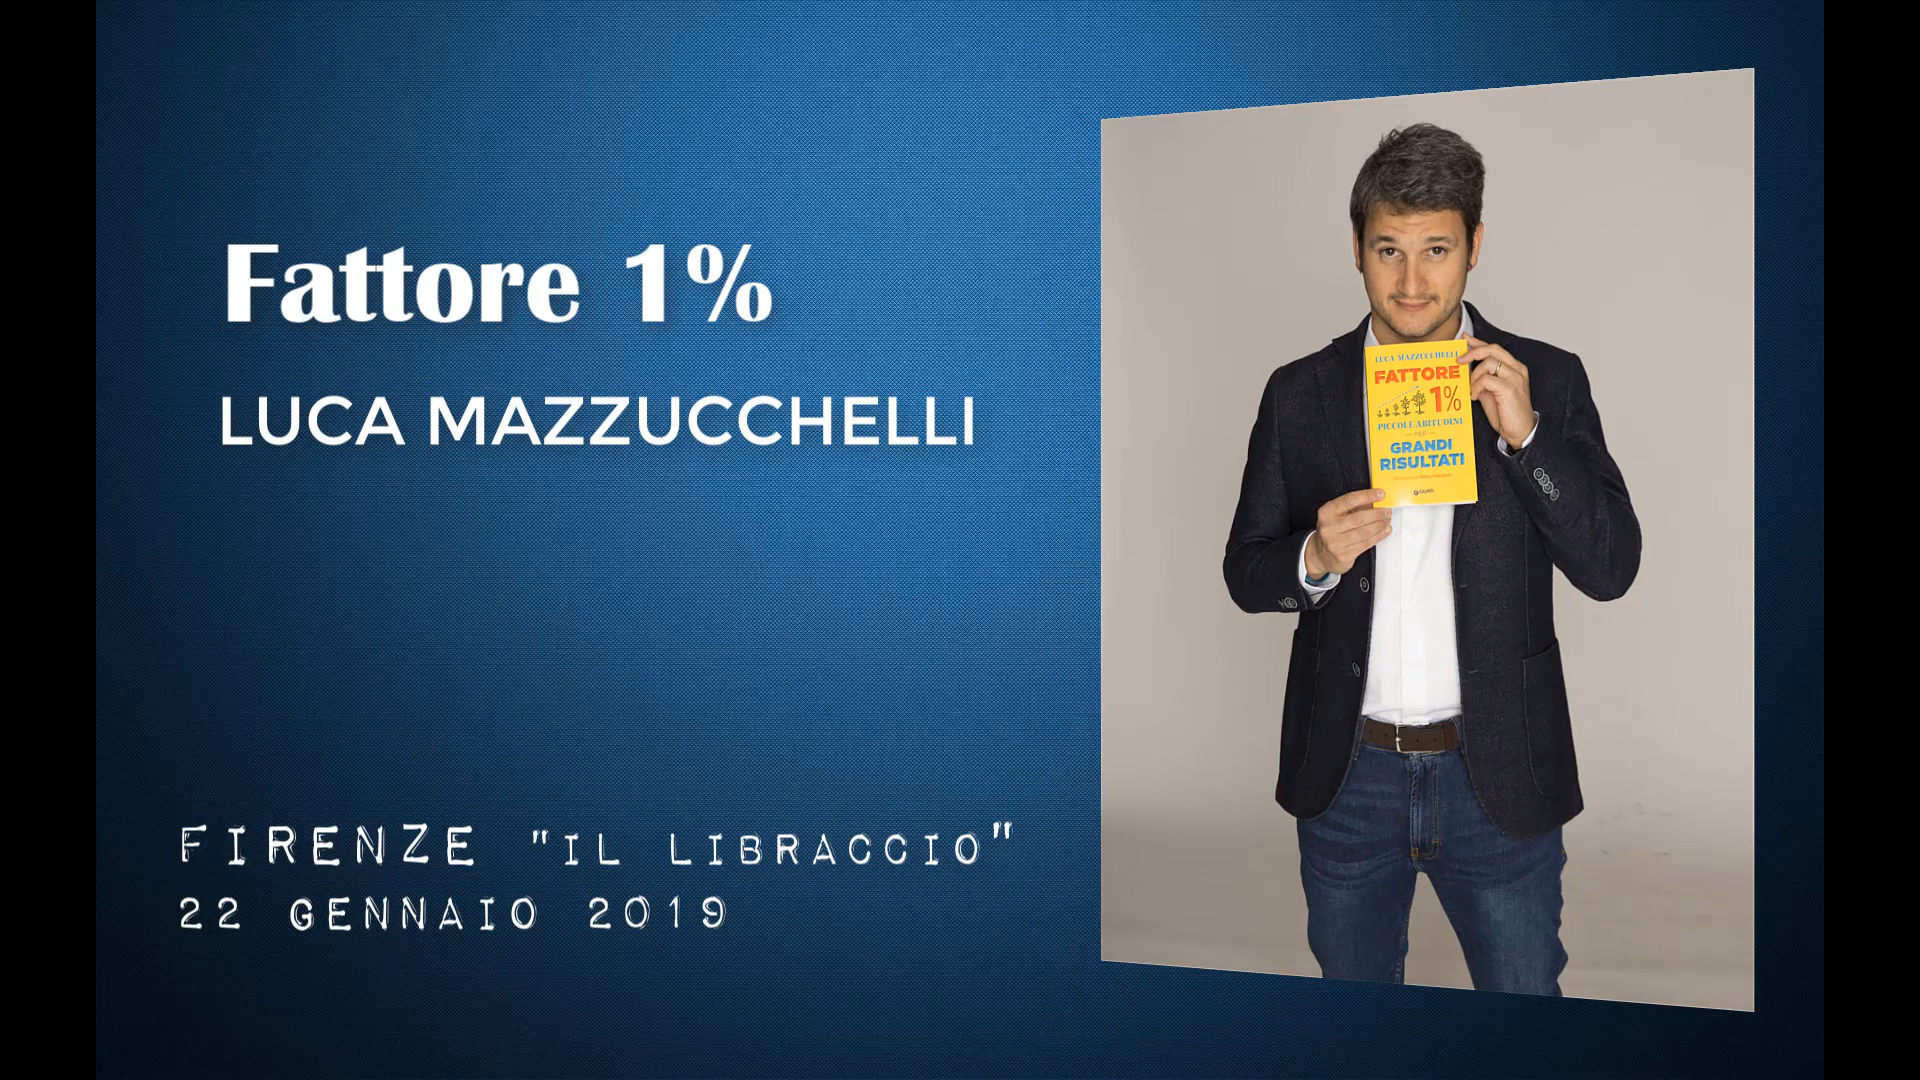 Fattore 1%
LUCA MAZZUCCHELLI
FIRENZE "IL LIBRACCIO"
22 GENNAIO 2019
LUCA MAZZUCCHELLI
FATTORE
1%
PICCOLE ABITUDINI
PER
GRANDI
RISULTATI
GIUNTI